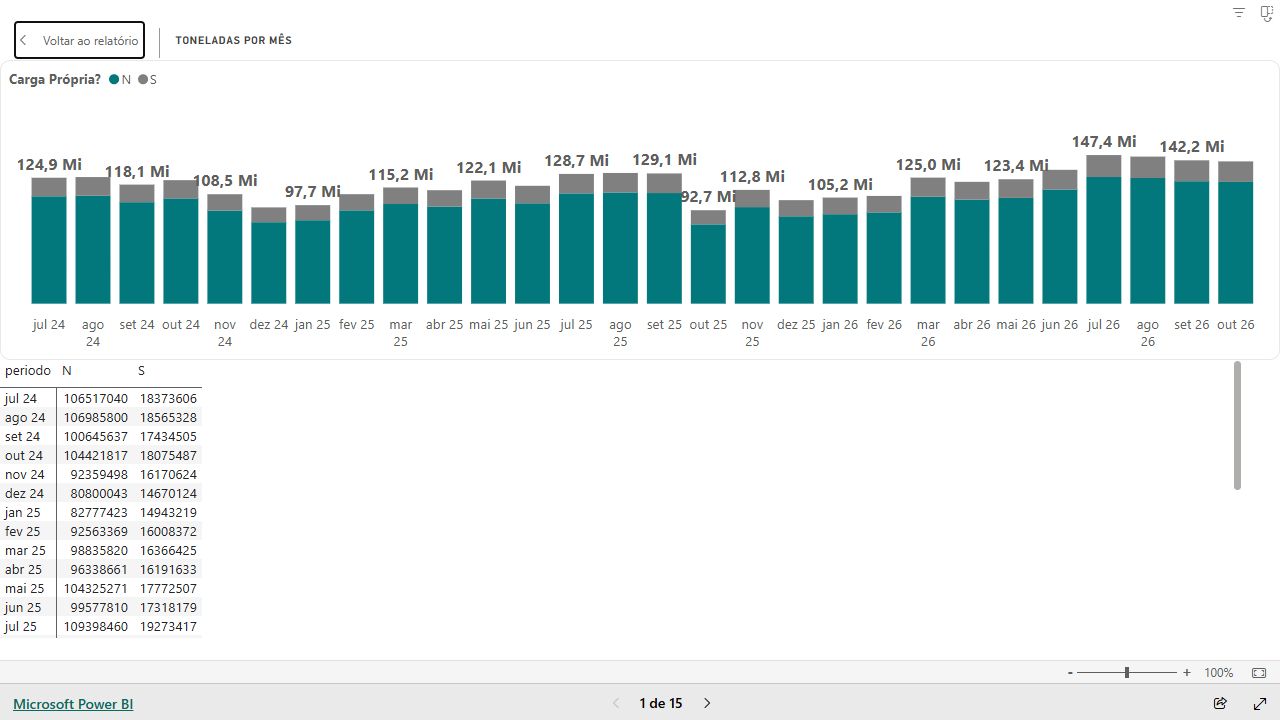 Voltar ao relatório
TONELADAS POR MÊS
Carga Própria? N S
124,9 Mi 118,1 Mi 108,5 Mi 97,7 Mi 115,2 Mi 122,1 Mi 128,7 Mi 129,1 Mi 92,7 Mi 112,8 Mi 105,2 Mi 125,0 Mi 123,4 Mi 147,4 Mi 142,2 Mi
jul 24 ago 24 set 24 out 24 nov 24 dez 24 jan 25 fev 25 mar 25 abr 25 mai 25 jun 25 jul 25 ago 25 set 25 out 25 nov 25 dez 25 jan 26 fev 26 mar 26 abr 26 mai 26 jun 26 jul 26 ago 26 set 26 out 26
periodo N S
jul 24 106517040 18373606
ago 24 106985800 18565328
set 24 100645637 17434505
out 24 104421817 18075487
nov 24 92359498 16170624
dez 24 80800043 14670124
jan 25 82777423 14943219
fev 25 92563369 16008372
mar 25 98835820 16366425
abr 25 96338661 16191633
mai 25 104325271 17772507
jun 25 99577810 17318179
jul 25 109398460 19273417
- + 100%
Microsoft Power BI
1 de 15